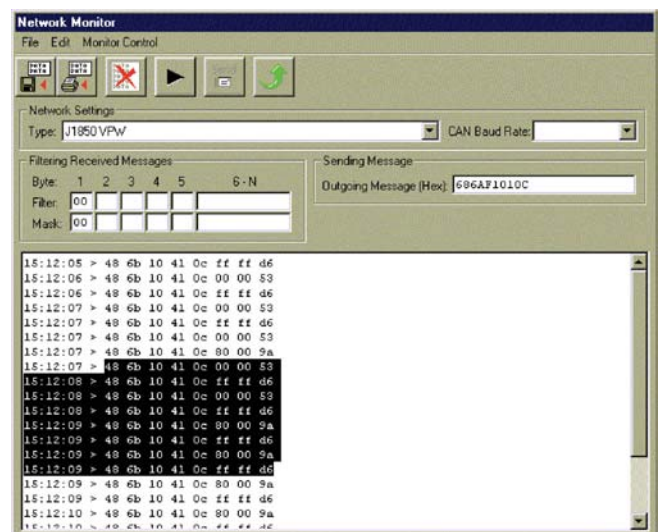 Network Monitor
File Edit Monitor Control
Network Settings
Type: J1850 VPW CAN Baud Rate:
Filtering Received Messages
Byte: 1 2 3 4 5 6 - N
Filter: 00
Mask: 00
Sending Message
Outgoing Message (Hex): 686AF1010C
15:12:05 > 48 6b 10 41 0c ff ff d6
15:12:06 > 48 6b 10 41 0c 00 00 53
15:12:06 > 48 6b 10 41 0c ff ff d6
15:12:07 > 48 6b 10 41 0c 00 00 53
15:12:07 > 48 6b 10 41 0c ff ff d6
15:12:07 > 48 6b 10 41 0c 00 00 53
15:12:07 > 48 6b 10 41 0c 80 00 9a
15:12:07 > 48 6b 10 41 0c 00 00 53
15:12:08 > 48 6b 10 41 0c ff ff d6
15:12:08 > 48 6b 10 41 0c 00 00 53
15:12:08 > 48 6b 10 41 0c ff ff d6
15:12:09 > 48 6b 10 41 0c 80 00 9a
15:12:09 > 48 6b 10 41 0c ff ff d6
15:12:09 > 48 6b 10 41 0c 80 00 9a
15:12:09 > 48 6b 10 41 0c ff ff d6
15:12:09 > 48 6b 10 41 0c 80 00 9a
15:12:09 > 48 6b 10 41 0c ff ff d6
15:12:10 > 48 6b 10 41 0c 80 00 9a